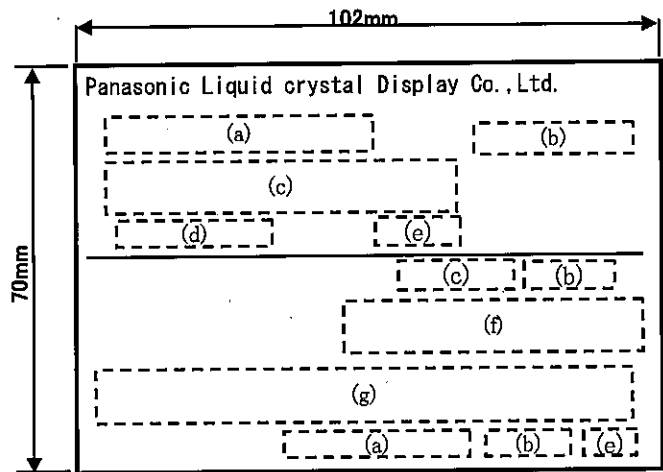 102mm
70mm
Panasonic Liquid crystal Display Co.,Ltd.
(a) (b)
(c)
(d) (e)
(c) (b)
(f)
(g)
(a) (b) (e)